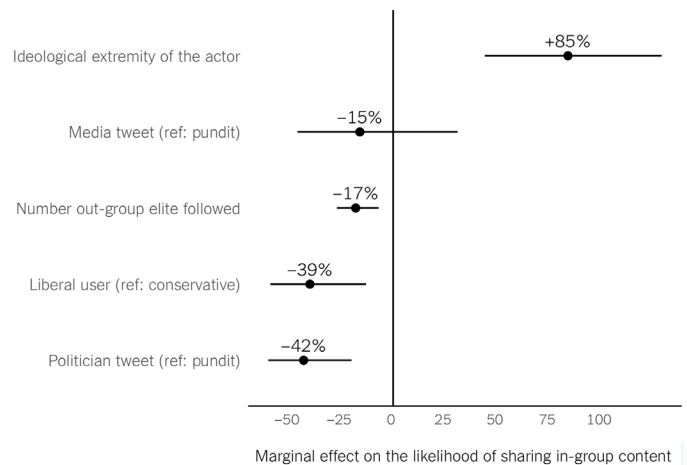 +85%
Ideological extremity of the actor
−15%
Media tweet (ref: pundit)
−17%
Number out-group elite followed
−39%
Liberal user (ref: conservative)
−42%
Politician tweet (ref: pundit)
−50 −25 0 25 50 75 100
Marginal effect on the likelihood of sharing in-group content